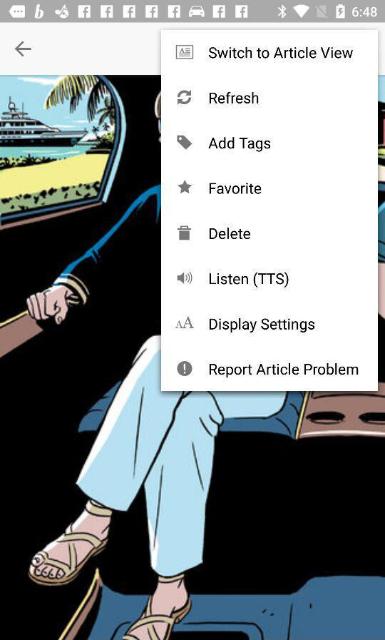 6:48
Switch to Article View
Refresh
Add Tags
Favorite
Delete
Listen (TTS)
Display Settings
Report Article Problem